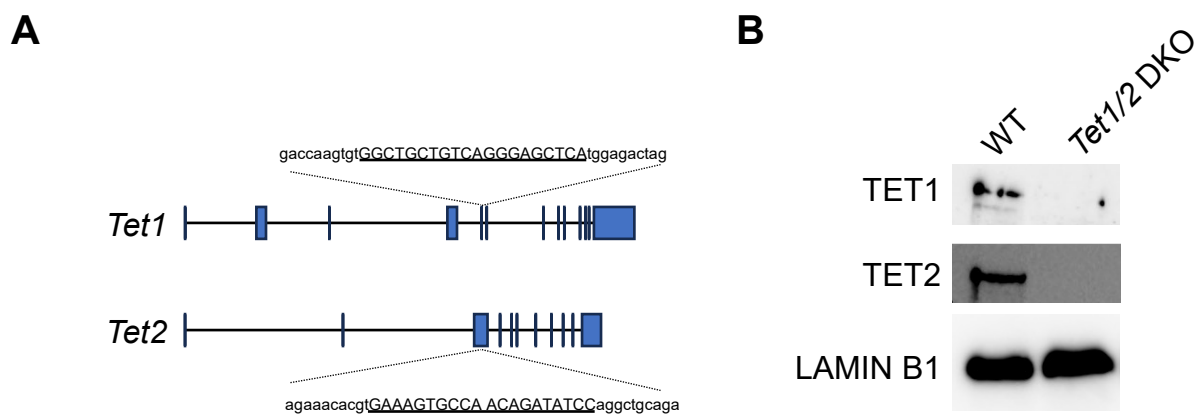 A
B
gaccaagtgtGGCTGCTGTCAGGGAGCTCAtggagactag
Tet1
Tet2
agaaacacgtGAAAGTGCCA ACAGATATCCaggctgcaga
WT
Tet1/2 DKO
TET1
TET2
LAMIN B1